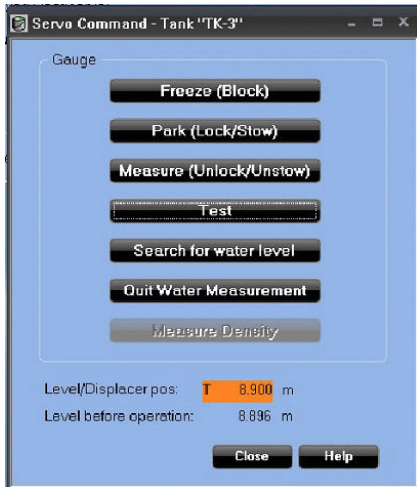 Servo Command - Tank "TK-3"
Gauge
Freeze (Block)
Park (Lock/Stow)
Measure (Unlock/Unstow)
Test
Search for water level
Quit Water Measurement
Measure Density
Level/Displacer pos: T 8.900 m
Level before operation: 8.896 m
Close Help